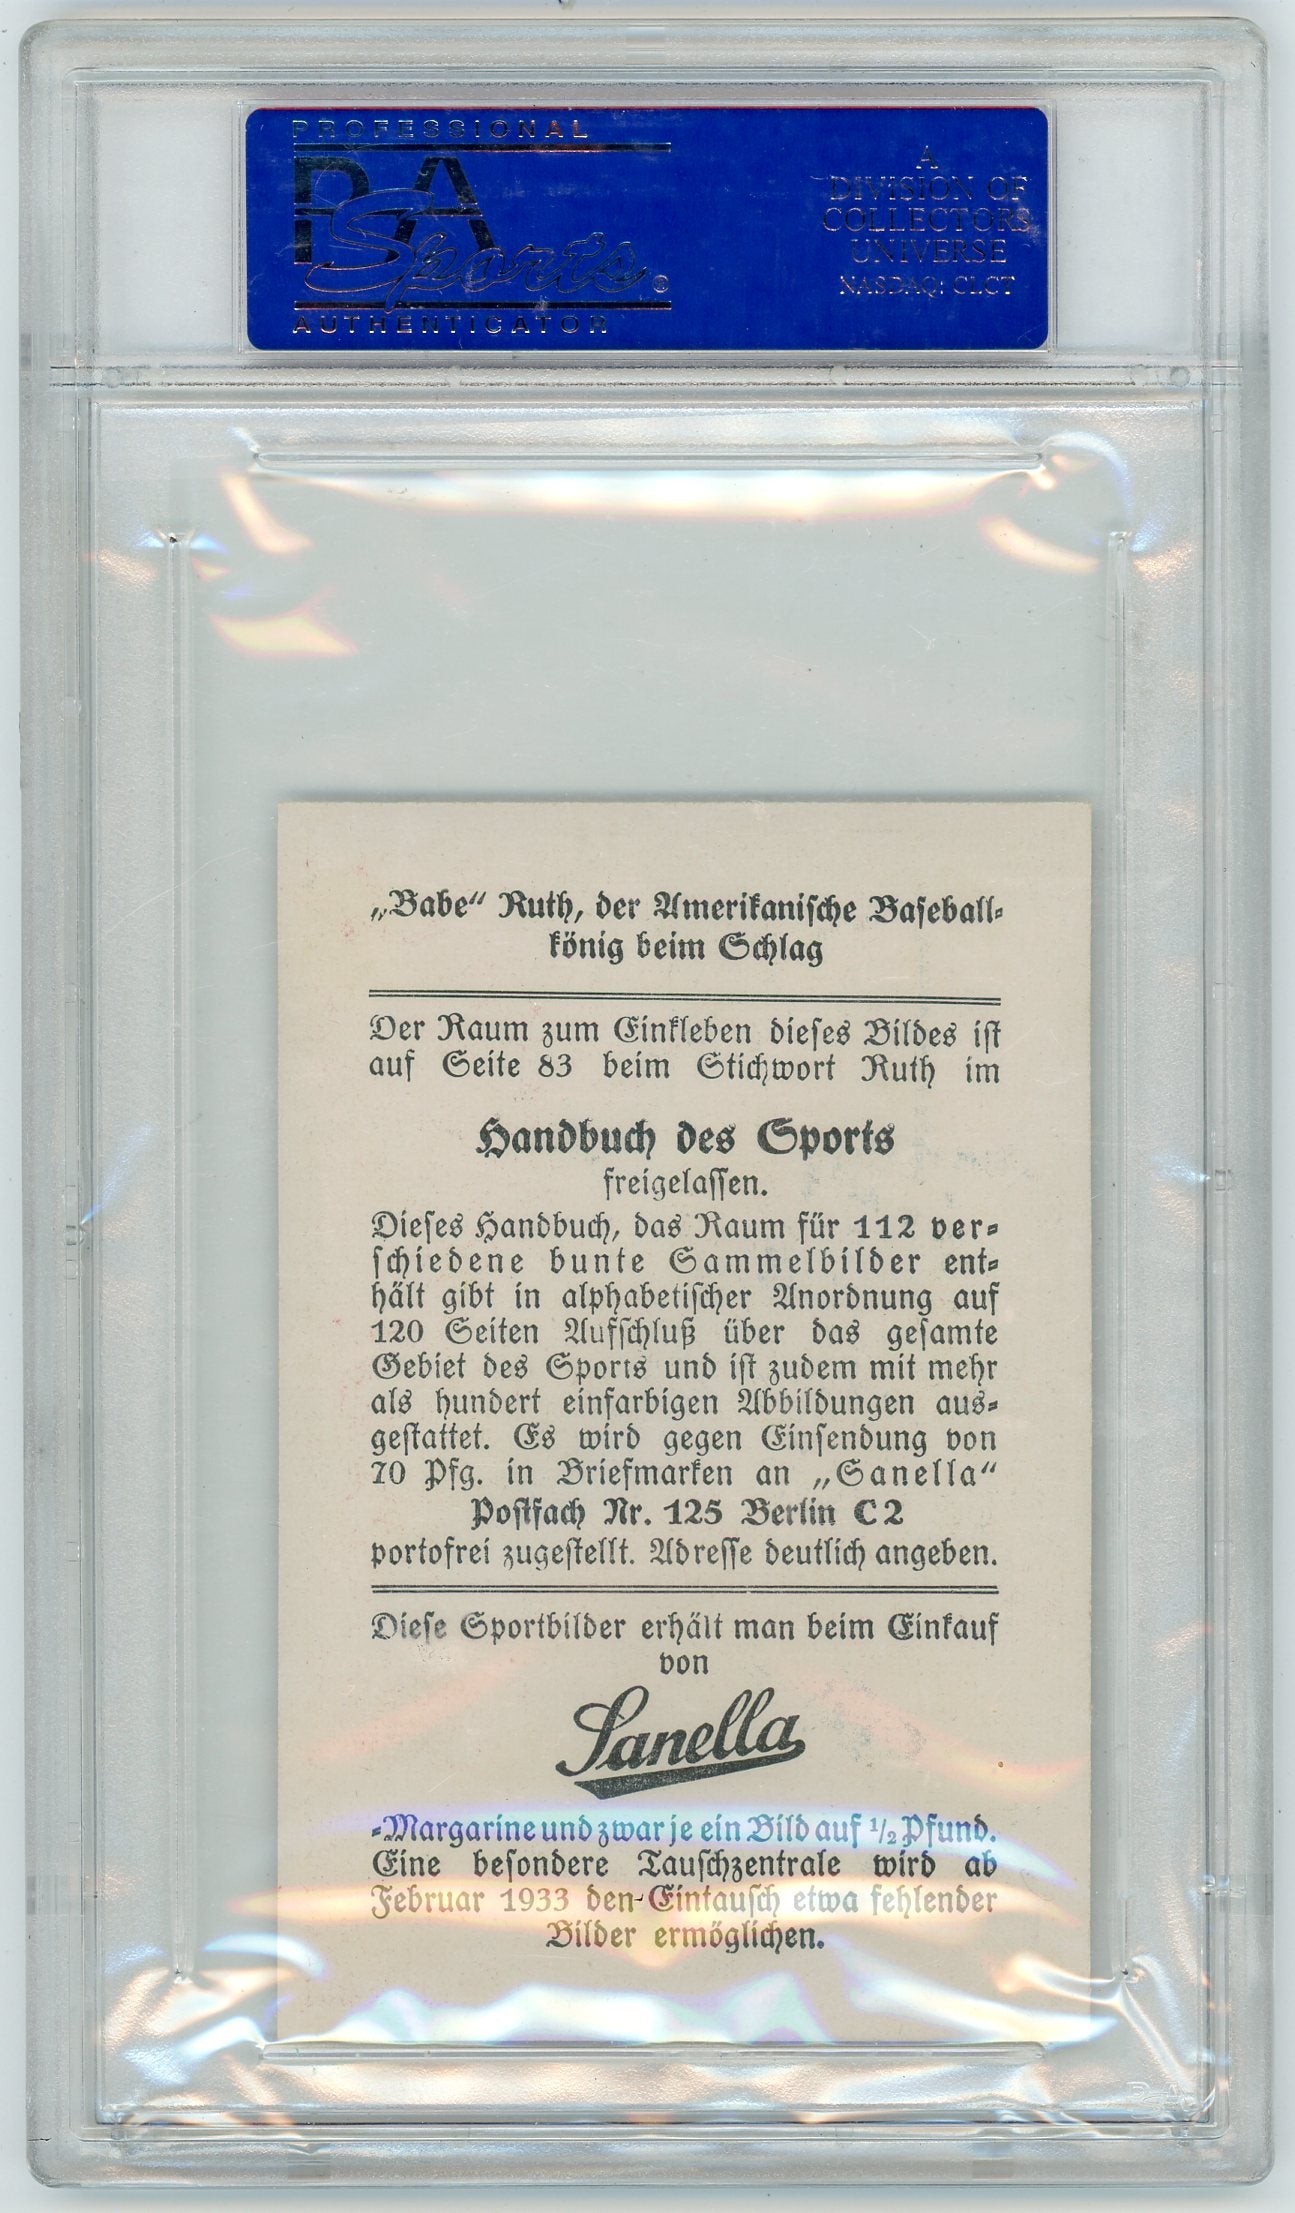 PROFESSIONAL
PSA
Sports®
AUTHENTICATOR
A
DIVISION OF
COLLECTORS
UNIVERSE
NASDAQ: CLCT
„Babe“ Ruth, der Amerikanische Baseball-
könig beim Schlag
Der Raum zum Einkleben dieses Bildes ist
auf Seite 83 beim Stichwort Ruth im
Handbuch des Sports
freigelassen.
Dieses Handbuch, das Raum für 112 ver-
schiedene bunte Sammelbilder ent-
hält gibt in alphabetischer Anordnung auf
120 Seiten Aufschluß über das gesamte
Gebiet des Sports und ist zudem mit mehr
als hundert einfarbigen Abbildungen aus-
gestattet. Es wird gegen Einsendung von
70 Pfg. in Briefmarken an „Sanella“
Postfach Nr. 125 Berlin C 2
portofrei zugestellt. Adresse deutlich angeben.
Diese Sportbilder erhält man beim Einkauf
von
Sanella
-Margarine und zwar je ein Bild auf ½ Pfund.
Eine besondere Tauschzentrale wird ab
Februar 1933 den Eintausch etwa fehlender
Bilder ermöglichen.